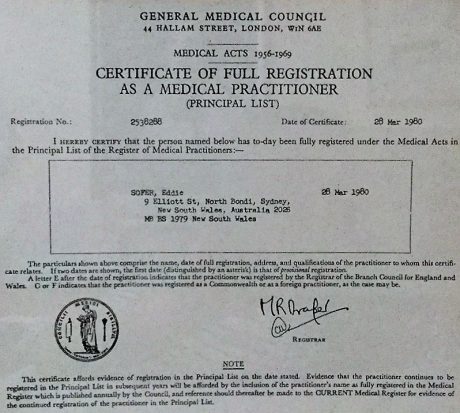 GENERAL MEDICAL COUNCIL
44 HALLAM STREET, LONDON, W1N 6AE
MEDICAL ACTS 1956-1969
CERTIFICATE OF FULL REGISTRATION
AS A MEDICAL PRACTITIONER
(PRINCIPAL LIST)
Registration No.: 2538288 Date of Certificate: 28 Mar 1980
I HEREBY CERTIFY that the person named below has to-day been fully registered under the Medical Acts in
the Principal List of the Register of Medical Practitioners:—
SOFER, Eddie 28 Mar 1980
9 Elliott St, North Bondi, Sydney,
New South Wales, Australia 2026
MB BS 1979 New South Wales
The particulars shown above comprise the name, date of full registration, address, and qualifications of the practitioner to whom this certifi-
cate relates. If two dates are shown, the first date (distinguished by an asterisk) is that of provisional registration.
A letter E after the date of registration indicates that the practitioner was registered by the Registrar of the Branch Council for England and
Wales. C or F indicates that the practitioner was registered as a Commonwealth or as a foreign practitioner, as the case may be.
REGISTRAR
NOTE
This certificate affords evidence of registration in the Principal List on the date stated. Evidence that the practitioner continues to be
registered in the Principal List in subsequent years will be afforded by the inclusion of the practitioner's name as fully registered in the Medical
Register which is published annually by the Council, and reference should thereafter be made to the CURRENT Medical Register for evidence
of the continued registration of the practitioner in the Principal List.